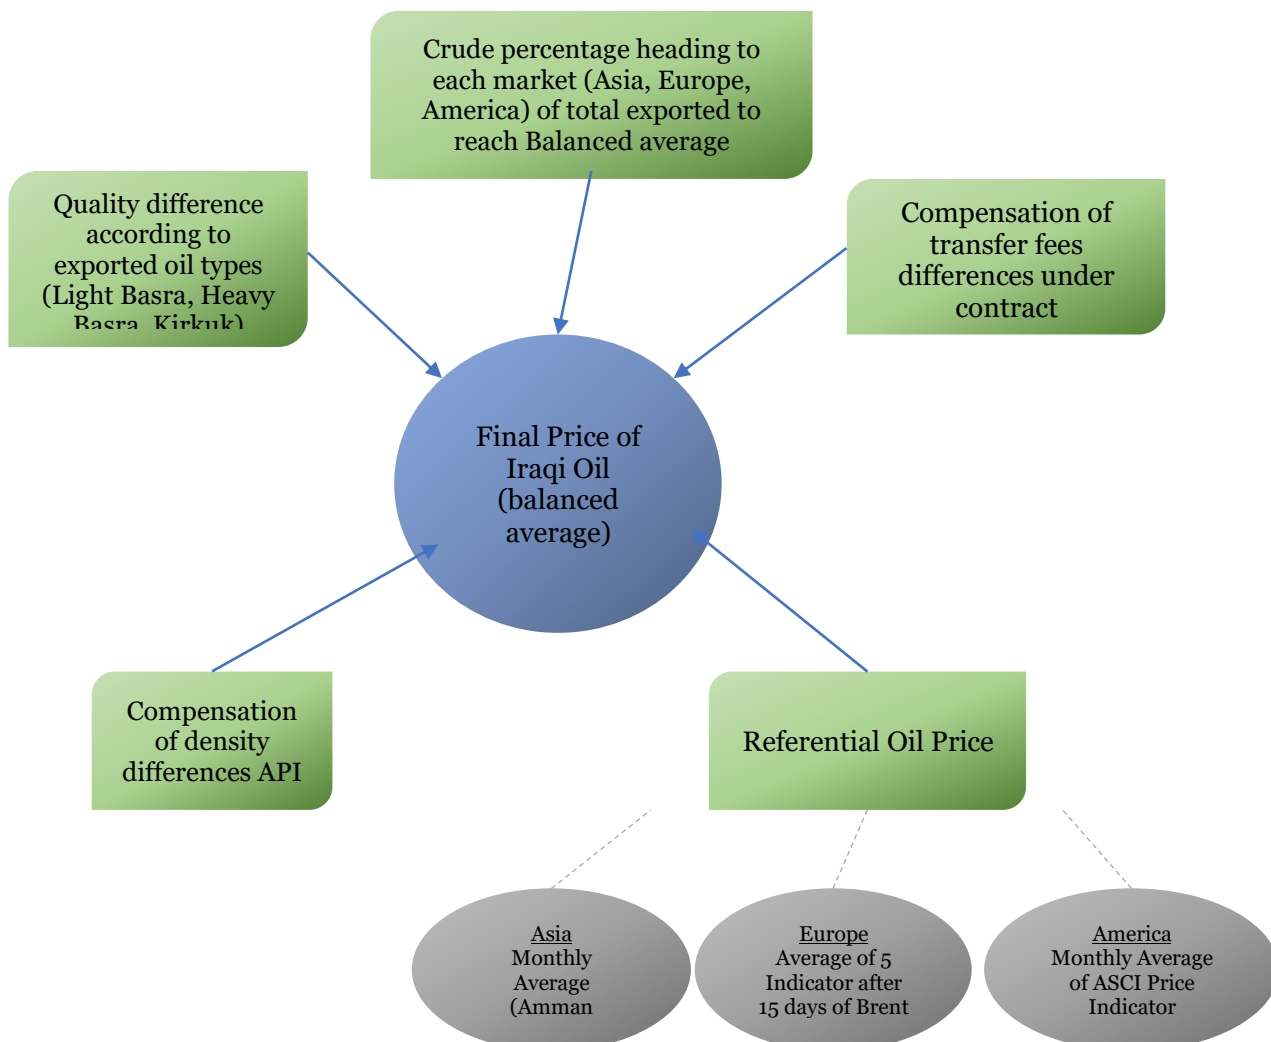 Crude percentage heading to
each market (Asia, Europe,
America) of total exported to
reach Balanced average
Quality difference
according to
exported oil types
(Light Basra, Heavy
Basra, Kirkuk)
Compensation of
transfer fees
differences under
contract
Final Price of
Iraqi Oil
(balanced
average)
Compensation
of density
differences API
Referential Oil Price
Asia
Monthly
Average
(Amman
Europe
Average of 5
Indicator after
15 days of Brent
America
Monthly Average
of ASCI Price
Indicator